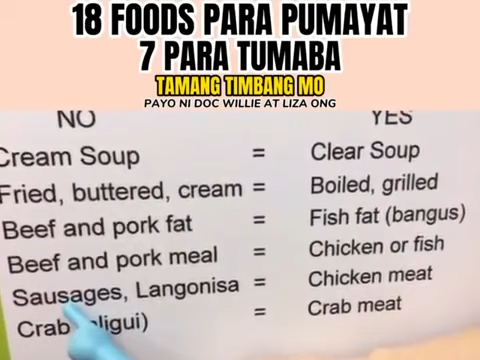 18 FOODS PARA PUMAYAT
7 PARA TUMABA
TAMANG TIMBANG MO
PAYO NI DOC WILLIE AT LIZA ONG
NO YES
Cream Soup = Clear Soup
Fried, buttered, cream = Boiled, grilled
Beef and pork fat = Fish fat (bangus)
Beef and pork meal = Chicken or fish
Sausages, Langonisa = Chicken meat
Crab = Crab meat